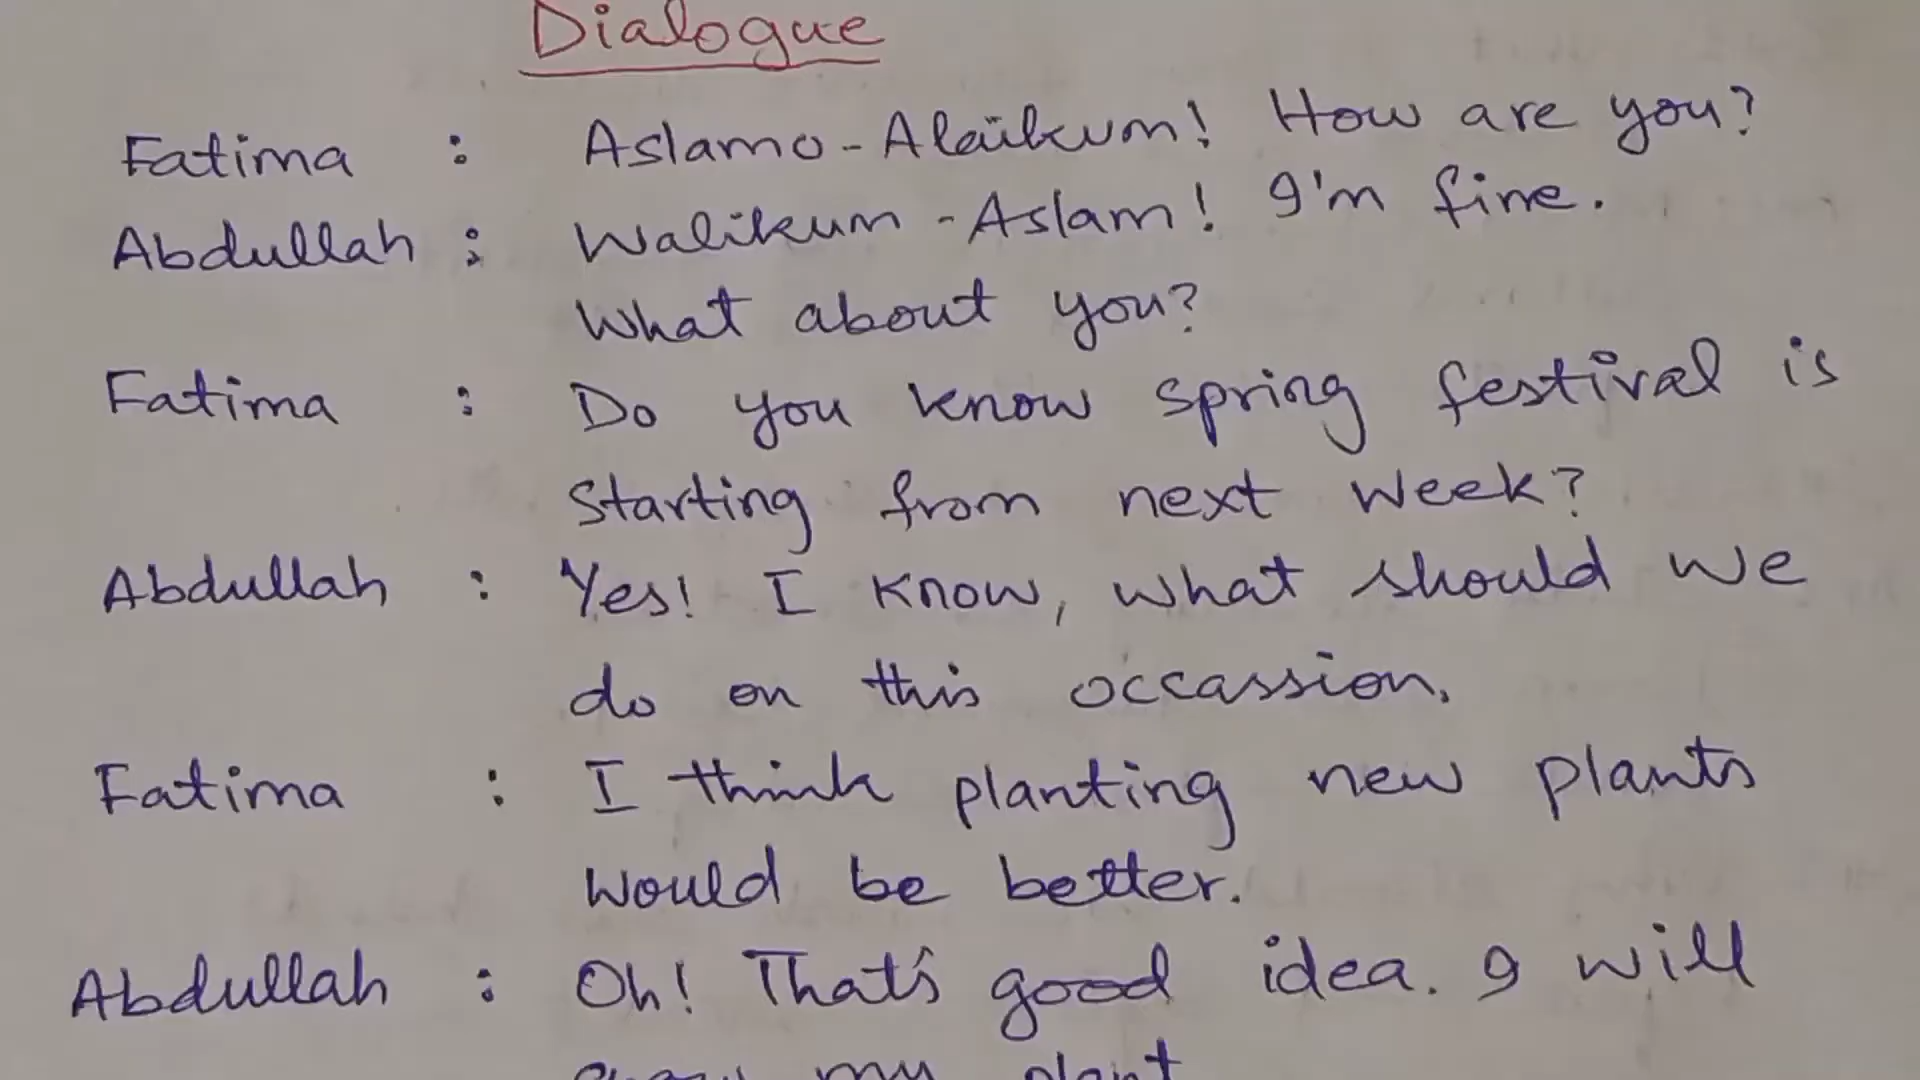 Dialogue
Fatima : Aslamo-Alaikum! How are you?
Abdullah : Walikum-Aslam! I'm fine.
What about you?
Fatima : Do you know spring festival is
starting from next week?
Abdullah : Yes! I know, what should we
do on this occassion.
Fatima : I think planting new plants
would be better.
Abdullah : Oh! That's good idea. I will
my plant